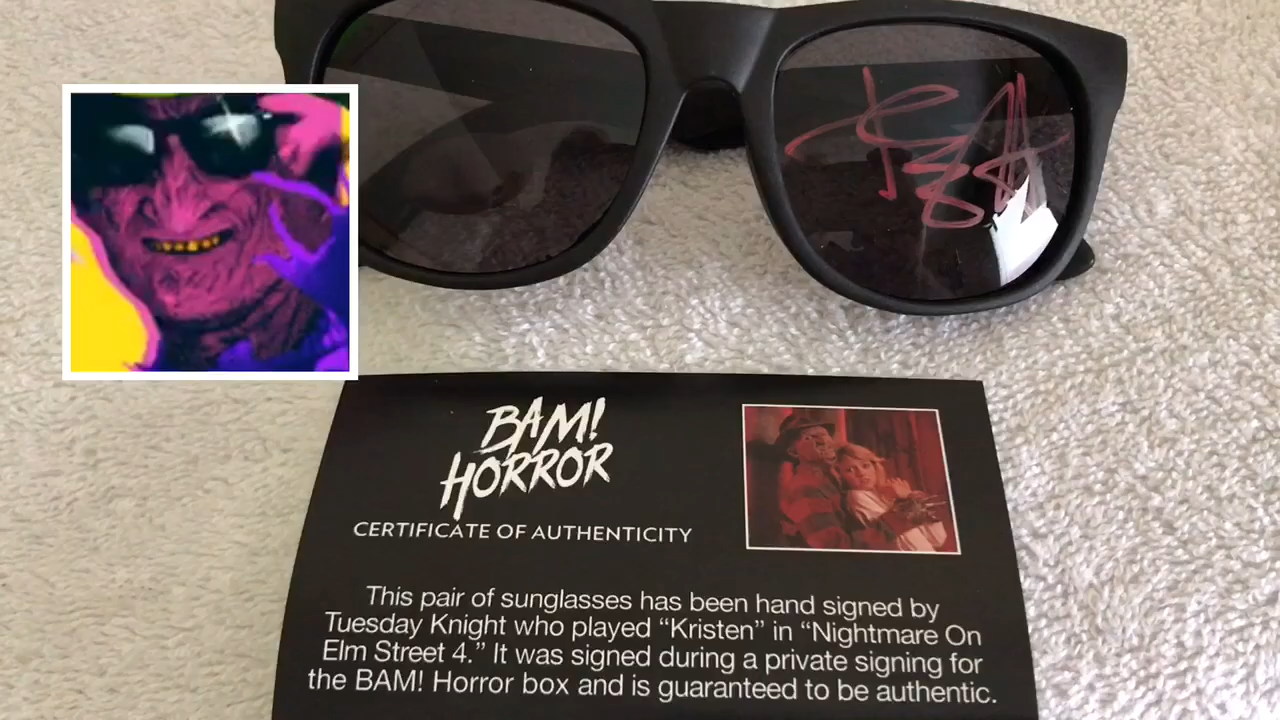 BAM!
HORROR
CERTIFICATE OF AUTHENTICITY
This pair of sunglasses has been hand signed by
Tuesday Knight who played “Kristen” in “Nightmare On
Elm Street 4.” It was signed during a private signing for
the BAM! Horror box and is guaranteed to be authentic.